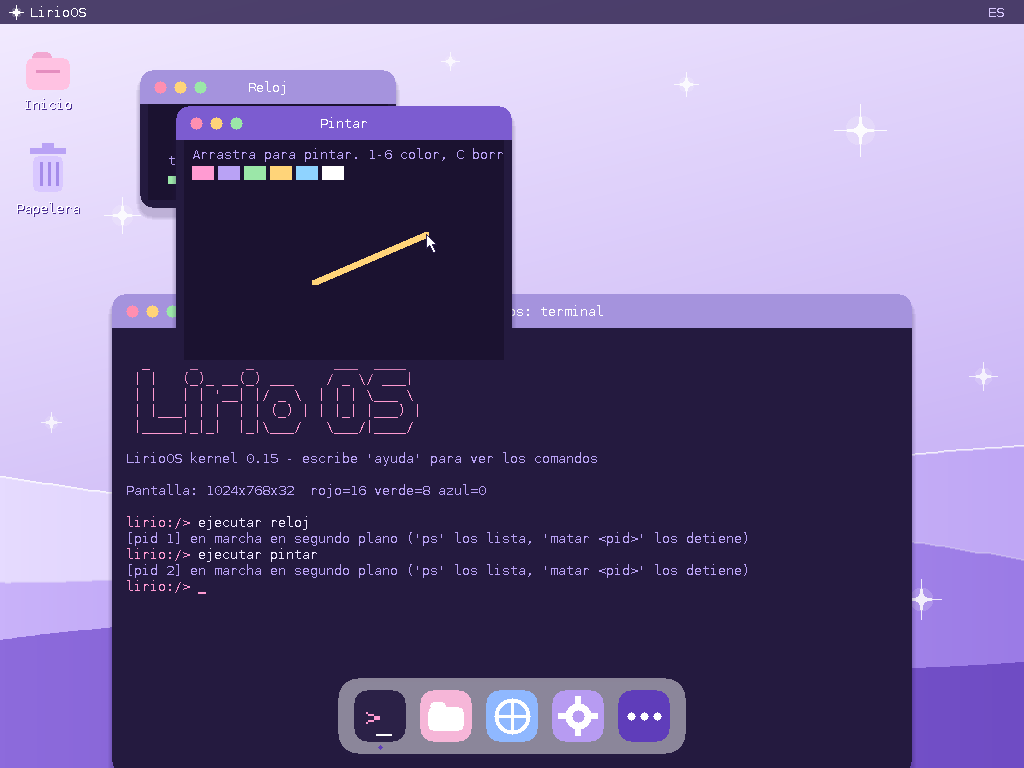 LirioOS
ES
Inicio
Papelera
Reloj
Pintar
Arrastra para pintar. 1-6 color, C borr
terminal
Lirio OS
LirioOS kernel 0.15 - escribe 'ayuda' para ver los comandos
Pantalla: 1024x768x32  rojo=16 verde=8 azul=0
lirio:/> ejecutar reloj
[pid 1] en marcha en segundo plano ('ps' los lista, 'matar <pid>' los detiene)
lirio:/> ejecutar pintar
[pid 2] en marcha en segundo plano ('ps' los lista, 'matar <pid>' los detiene)
lirio:/> _